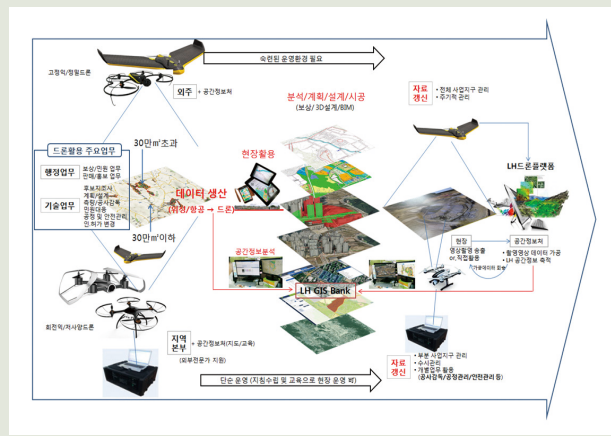 숙련된 운영환경 필요
고정익/정밀드론
외주 + 공간정보처
분석/계획/설계/시공
(보상/ 3D설계/BIM)
자료
갱신
• 전체 사업지구 관리
• 주기적 관리
드론활용 주요업무
행정업무
보상/민원 업무
판매/홍보 업무
기술업무
후보지조사
계획/설계
측량/공사감독
민원대응
공정 및 안전관리
인.허가 변경
30만㎡초과
30만㎡이하
데이터 생산
(위성/항공 → 드론)
현장활용
공간정보분석
LH GIS Bank
LH드론플랫폼
현장
영상촬영 송출
or 직접활용
공간정보처
• 촬영영상 데이터 가공
• LH 공간정보 축적
회전익/저사양드론
지역
본부
+ 공간정보처(지도/교육)
(외부전문가 지원)
자료
갱신
• 부분 사업지구 관리
• 수시관리
• 개별업무 활용
(공사감독/공정관리/안전관리 등)
단순 운영 (지침수립 및 교육으로 현장 운영 可)